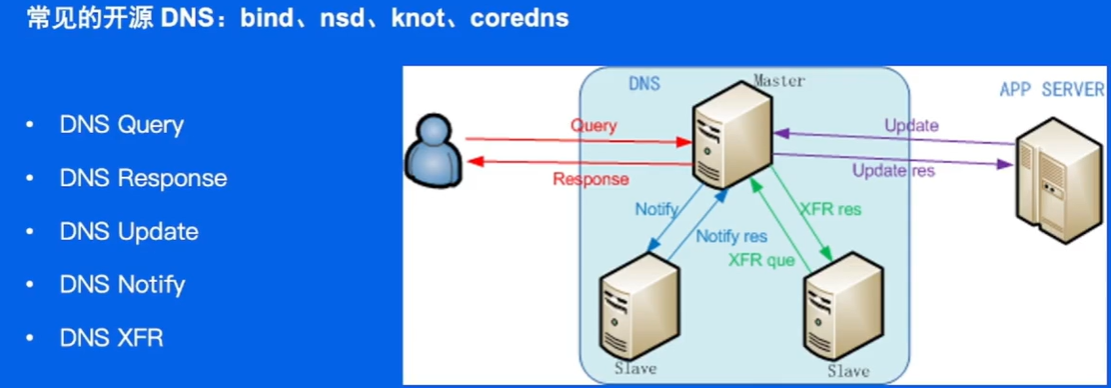 常见的开源 DNS：bind、nsd、knot、coredns
• DNS Query
• DNS Response
• DNS Update
• DNS Notify
• DNS XFR
DNS
Master
APP SERVER
Query
Response
Update
Update res
Notify
Notify res
XFR res
XFR que
Slave
Slave